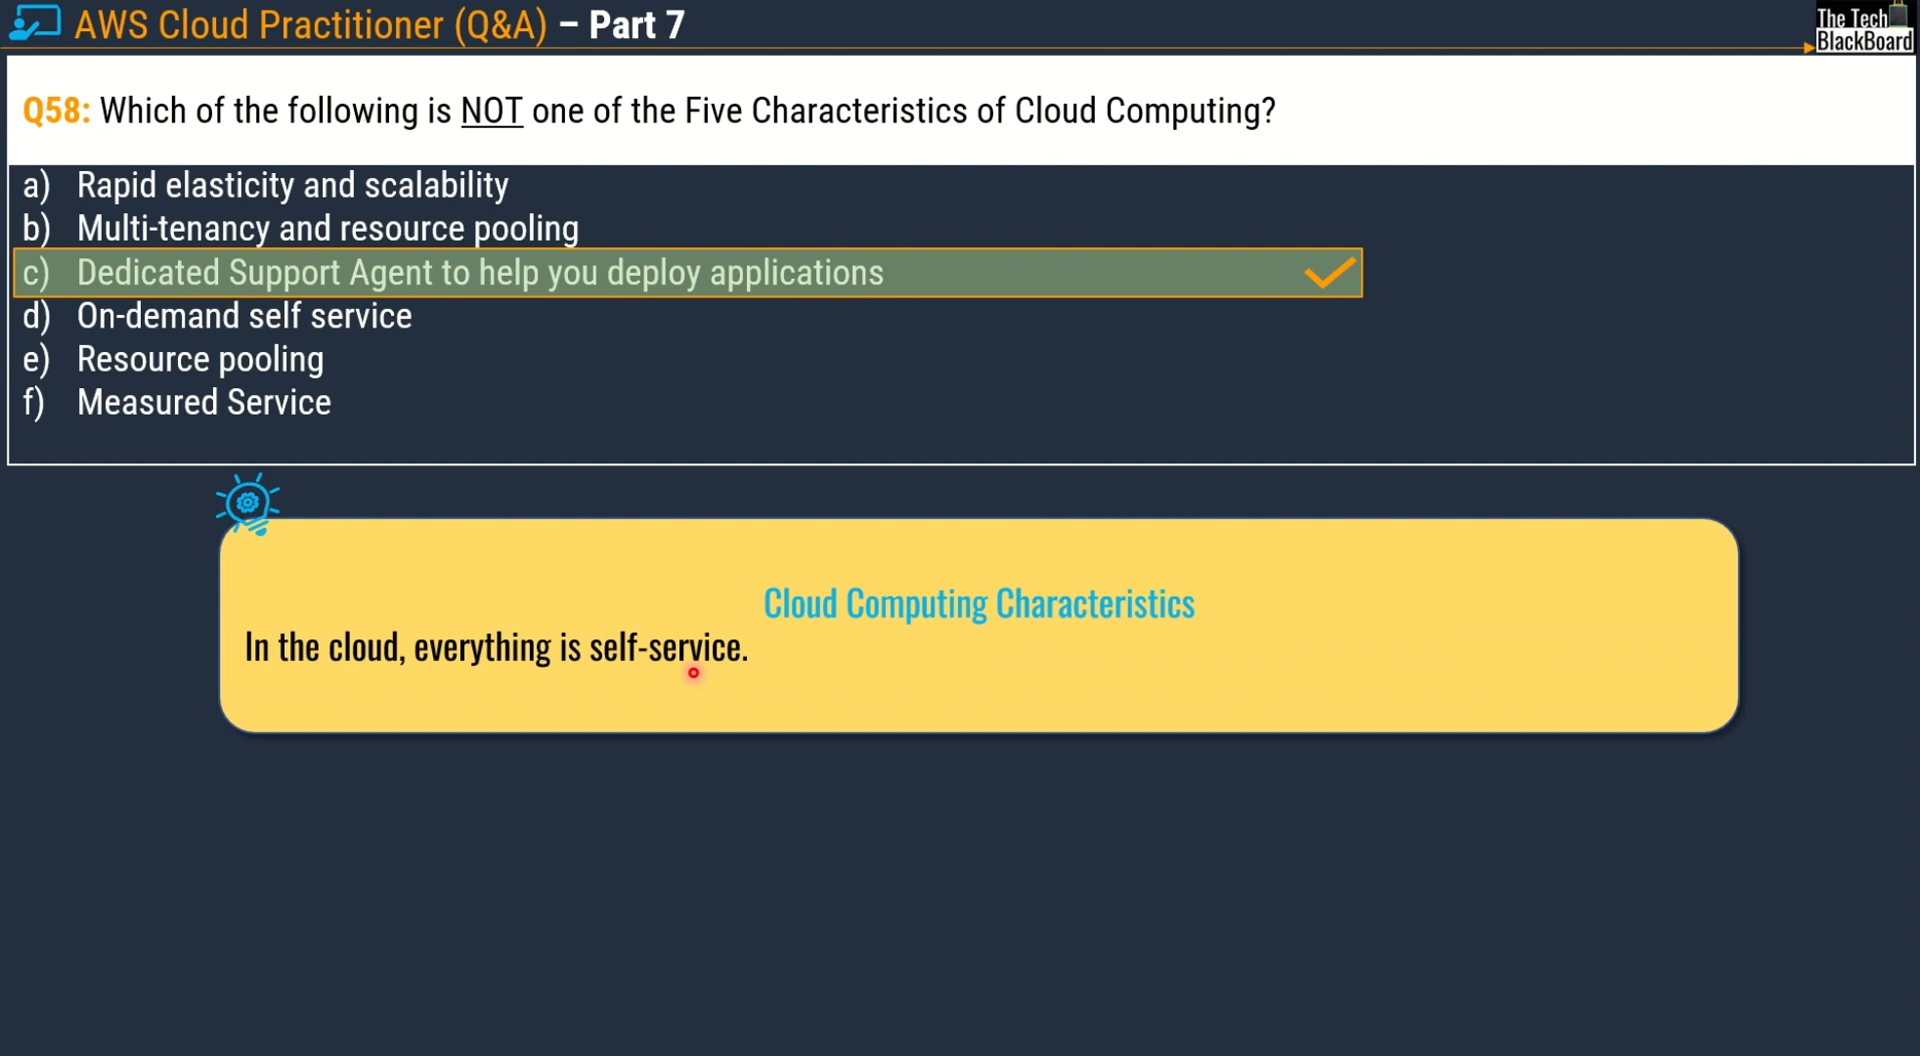 AWS Cloud Practitioner (Q&A) – Part 7
The Tech
BlackBoard
Q58: Which of the following is NOT one of the Five Characteristics of Cloud Computing?
a) Rapid elasticity and scalability
b) Multi-tenancy and resource pooling
c) Dedicated Support Agent to help you deploy applications
d) On-demand self service
e) Resource pooling
f) Measured Service
Cloud Computing Characteristics
In the cloud, everything is self-service.